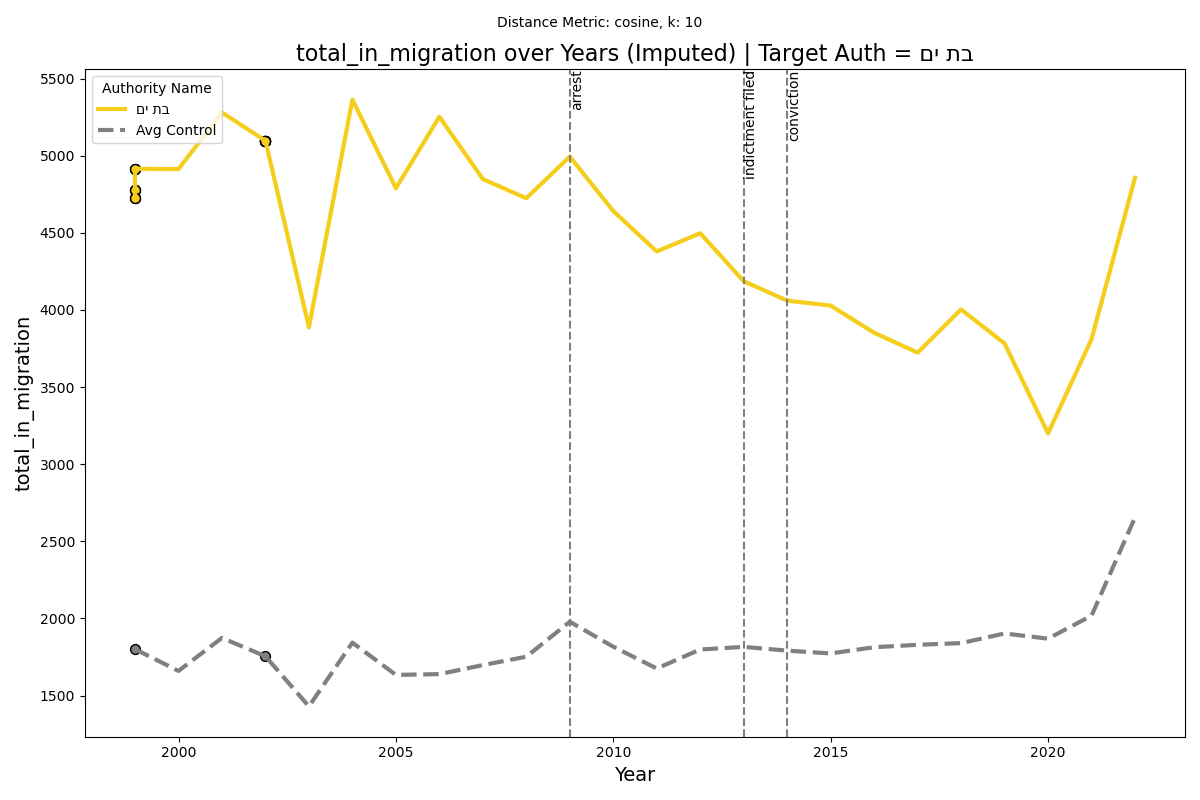 Distance Metric: cosine, k: 10
total_in_migration over Years (Imputed) | Target Auth = בת ים
Authority Name
בת ים
Avg Control
arrest
indictment filed
conviction
total_in_migration
5500
5000
4500
4000
3500
3000
2500
2000
1500
2000
2005
2010
2015
2020
Year